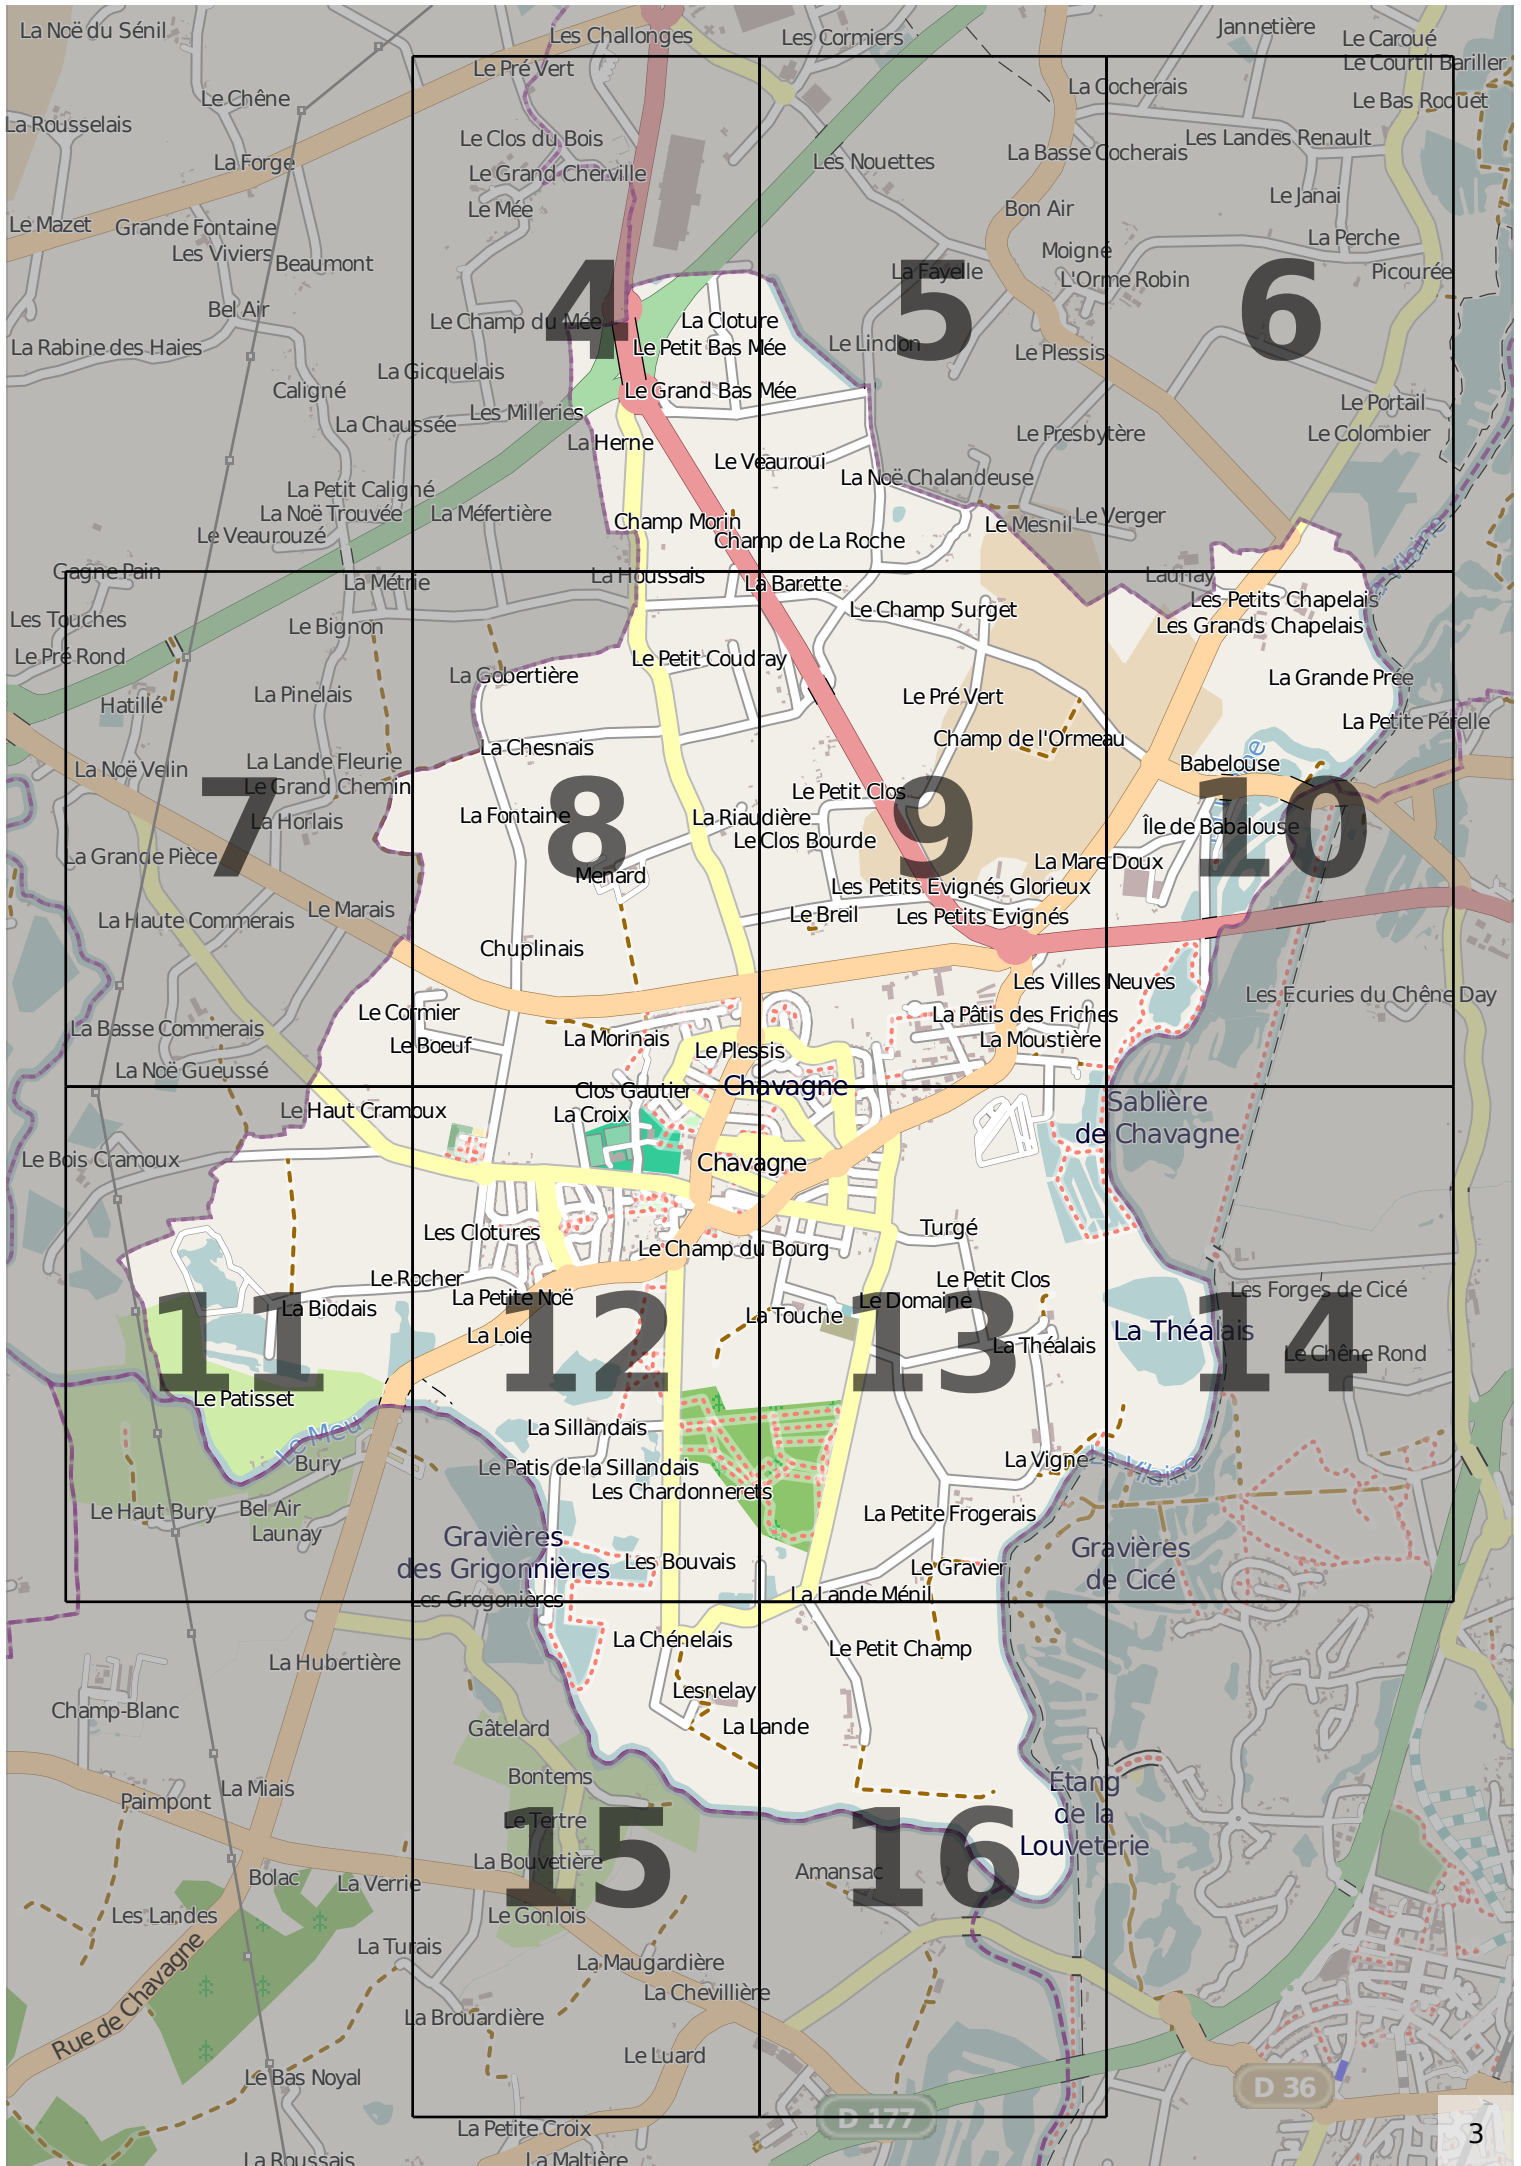 La Noë du Sénil
Les Challonges
Les Cormiers
Jannetière
Le Caroué
Le Courtil Bariller
Le Pré Vert
La Cocherais
Le Chêne
Le Bas Roquet
La Rousselais
Le Clos du Bois
Les Landes Renault
La Basse Cocherais
La Forge
Les Nouettes
Le Grand Cherville
Le Janai
Le Mée
Bon Air
Le Mazet
Grande Fontaine
La Perche
Les Viviers
Moigné
Beaumont
La Fayelle
L'Orme Robin
Picourée
4
5
6
Bel Air
Le Champ du Mée
La Cloture
La Rabine des Haies
Le Petit Bas Mée
Le Lindon
Le Plessis
La Gicquelais
Caligné
Le Grand Bas Mée
Le Portail
La Chaussée
Les Milleries
La Herne
Le Presbytère
Le Colombier
Le Veauroui
La Noë Chalandeuse
La Petit Caligné
La Noë Trouvée
La Méfertière
Champ Morin
Le Mesnil
Le Verger
Le Veaurouzé
Champ de La Roche
La Vilaine
Gagne Pain
La Métrie
La Houssais
La Barette
Launay
Les Petits Chapelais
Les Touches
Le Bignon
Le Champ Surget
Les Grands Chapelais
Le Pré Rond
Le Petit Coudray
La Gobertière
La Grande Prée
Hatillé
La Pinelais
Le Pré Vert
La Petite Pérelle
La Chesnais
Champ de l'Ormeau
La Noë Velin
La Lande Fleurie
Babelouse
Le Grand Chemin
Le Petit Clos
7
8
9
10
La Horlais
La Fontaine
La Riaudière
Île de Babalouse
Le Clos Bourde
La Grande Pièce
La Mare Doux
Menard
Les Petits Evignés Glorieux
La Haute Commerais
Le Marais
Le Breil
Les Petits Evignés
Chuplinais
Les Villes Neuves
Les Ecuries du Chêne Day
Le Cormier
La Pâtis des Friches
La Basse Commerais
Le Boeuf
La Morinais
Le Plessis
La Moustière
La Noë Gueussé
Clos Gautier
Chavagne
Le Haut Cramoux
La Croix
Sablière
de Chavagne
Le Bois Cramoux
Chavagne
Les Clotures
Le Champ du Bourg
Turgé
Le Rocher
Le Petit Clos
Les Forges de Cicé
La Petite Noë
La Biodais
Le Domaine
La Touche
La Loie
La Théalais
La Théalais
Le Chêne Rond
11
12
13
14
Le Patisset
Le Meu
La Sillandais
Bury
Le Patis de la Sillandais
La Vigne
La Vilaine
Les Chardonnerets
Le Haut Bury
Bel Air
Launay
La Petite Frogerais
Gravières
des Grigonnières
Les Bouvais
Le Gravier
Gravières
de Cicé
Les Grogonières
La Lande Ménil
La Chénelais
Le Petit Champ
La Hubertière
Lesnelay
Champ-Blanc
Gâtelard
La Lande
Bontems
Étang
de la
Louveterie
La Miais
Paimpont
Le Tertre
15
16
La Bouvetière
Amansac
Bolac
La Verrie
Les Landes
Le Gonlois
La Turais
Rue de Chavagne
La Maugardière
La Chevillière
La Brouardière
Le Luard
Le Bas Noyal
D 36
D 177
La Petite Croix
3
La Roussais
La Maltière